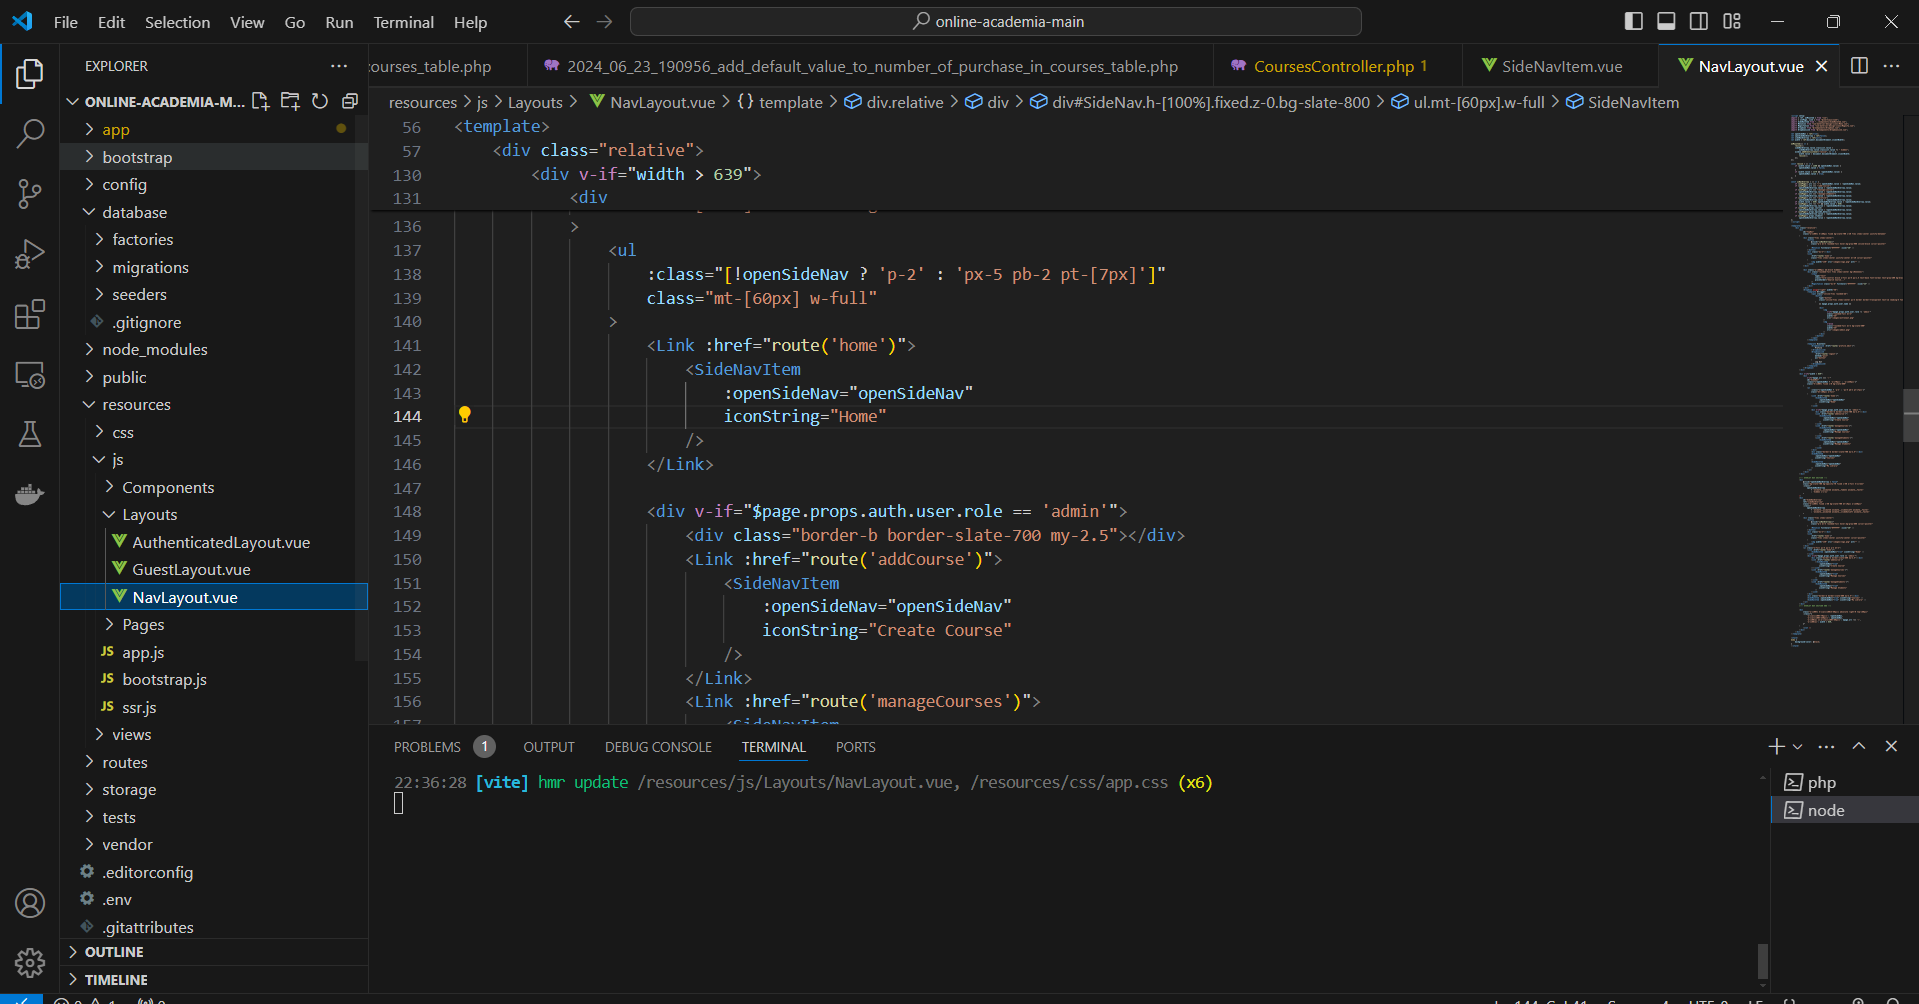 File Edit Selection View Go Run Terminal Help
online-academia-main
EXPLORER
ONLINE-ACADEMIA-M...
app
bootstrap
config
database
factories
migrations
seeders
.gitignore
node_modules
public
resources
css
js
Components
Layouts
AuthenticatedLayout.vue
GuestLayout.vue
NavLayout.vue
Pages
JS app.js
JS bootstrap.js
JS ssr.js
views
routes
storage
tests
vendor
.editorconfig
.env
.gitattributes
OUTLINE
TIMELINE
courses_table.php 2024_06_23_190956_add_default_value_to_number_of_purchase_in_courses_table.php CoursesController.php 1 SideNavItem.vue NavLayout.vue
resources > js > Layouts > NavLayout.vue > {} template > div.relative > div > div#SideNav.h-[100%].fixed.z-0.bg-slate-800 > ul.mt-[60px].w-full > SideNavItem
56 <template>
57 <div class="relative">
130 <div v-if="width > 639">
131 <div
136 >
137 <ul
138 :class="[!openSideNav ? 'p-2' : 'px-5 pb-2 pt-[7px]']"
139 class="mt-[60px] w-full"
140 >
141 <Link :href="route('home')">
142 <SideNavItem
143 :openSideNav="openSideNav"
144 iconString="Home"
145 />
146 </Link>
147
148 <div v-if="$page.props.auth.user.role == 'admin'">
149 <div class="border-b border-slate-700 my-2.5"></div>
150 <Link :href="route('addCourse')">
151 <SideNavItem
152 :openSideNav="openSideNav"
153 iconString="Create Course"
154 />
155 </Link>
156 <Link :href="route('manageCourses')">
157 <SideNavItem
PROBLEMS 1 OUTPUT DEBUG CONSOLE TERMINAL PORTS
22:36:28 [vite] hmr update /resources/js/Layouts/NavLayout.vue, /resources/css/app.css (x6)
php
node